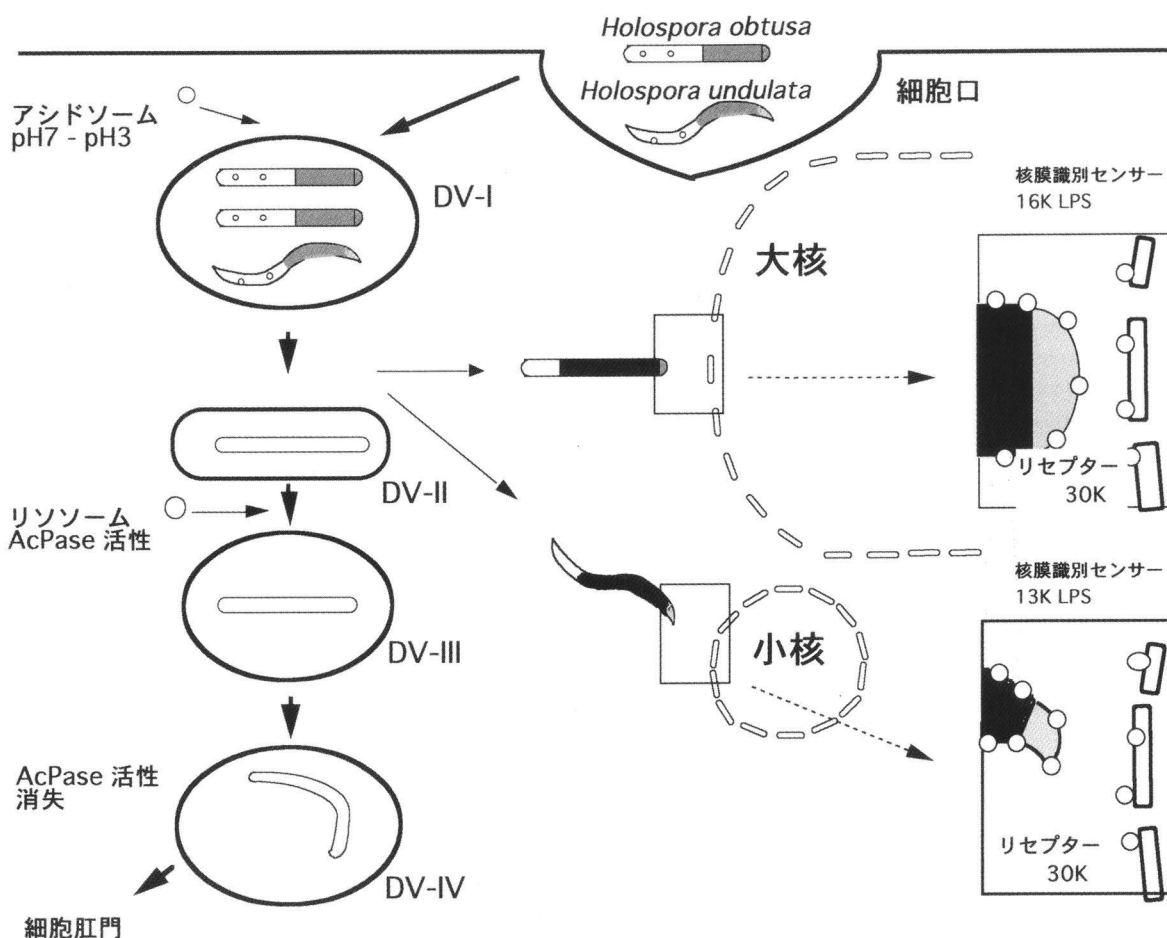 Holospora obtusa
Holospora undulata
細胞口
アシドソーム
pH7 - pH3
DV-I
大核
核膜識別センサー
16K LPS
リセプター
30K
DV-II
リソソーム
AcPase 活性
DV-III
小核
核膜識別センサー
13K LPS
リセプター
30K
AcPase 活性
消失
DV-IV
細胞肛門